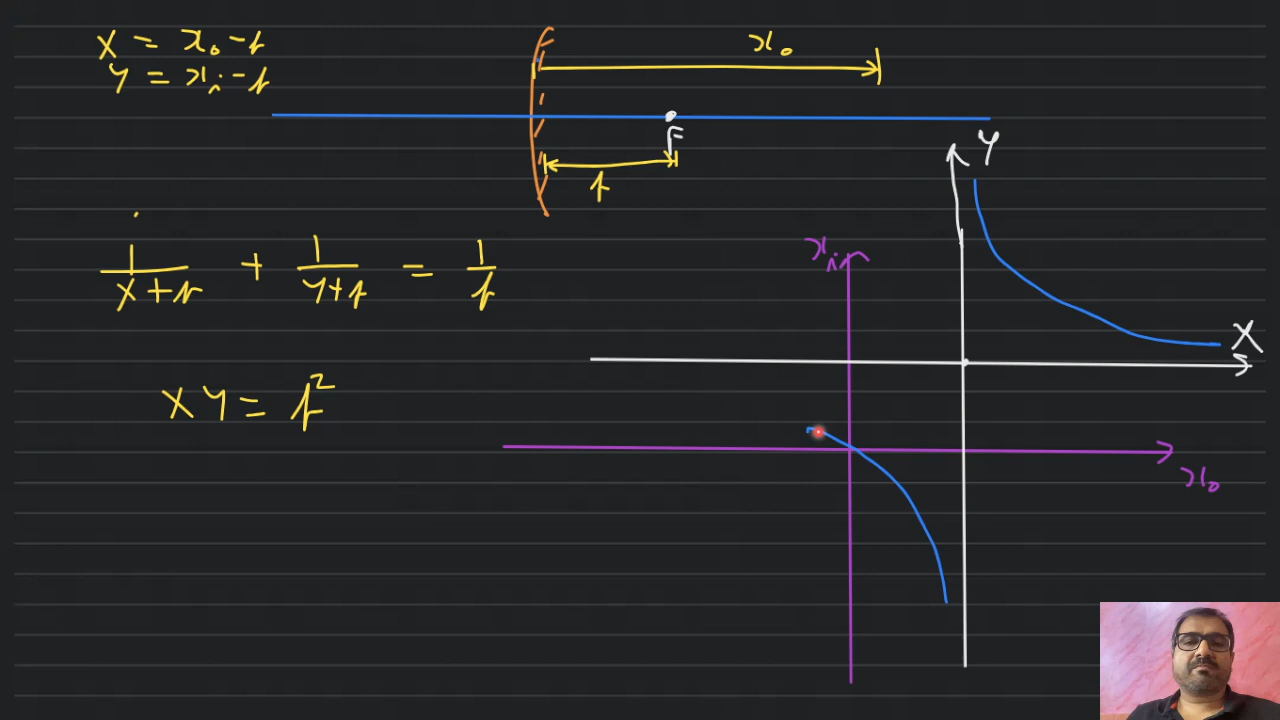 X = x₀ - f
Y = xᵢ - f
x₀
F
f
1/(X + f) + 1/(Y + f) = 1/f
XY = f²
Y
X
xᵢ
x₀